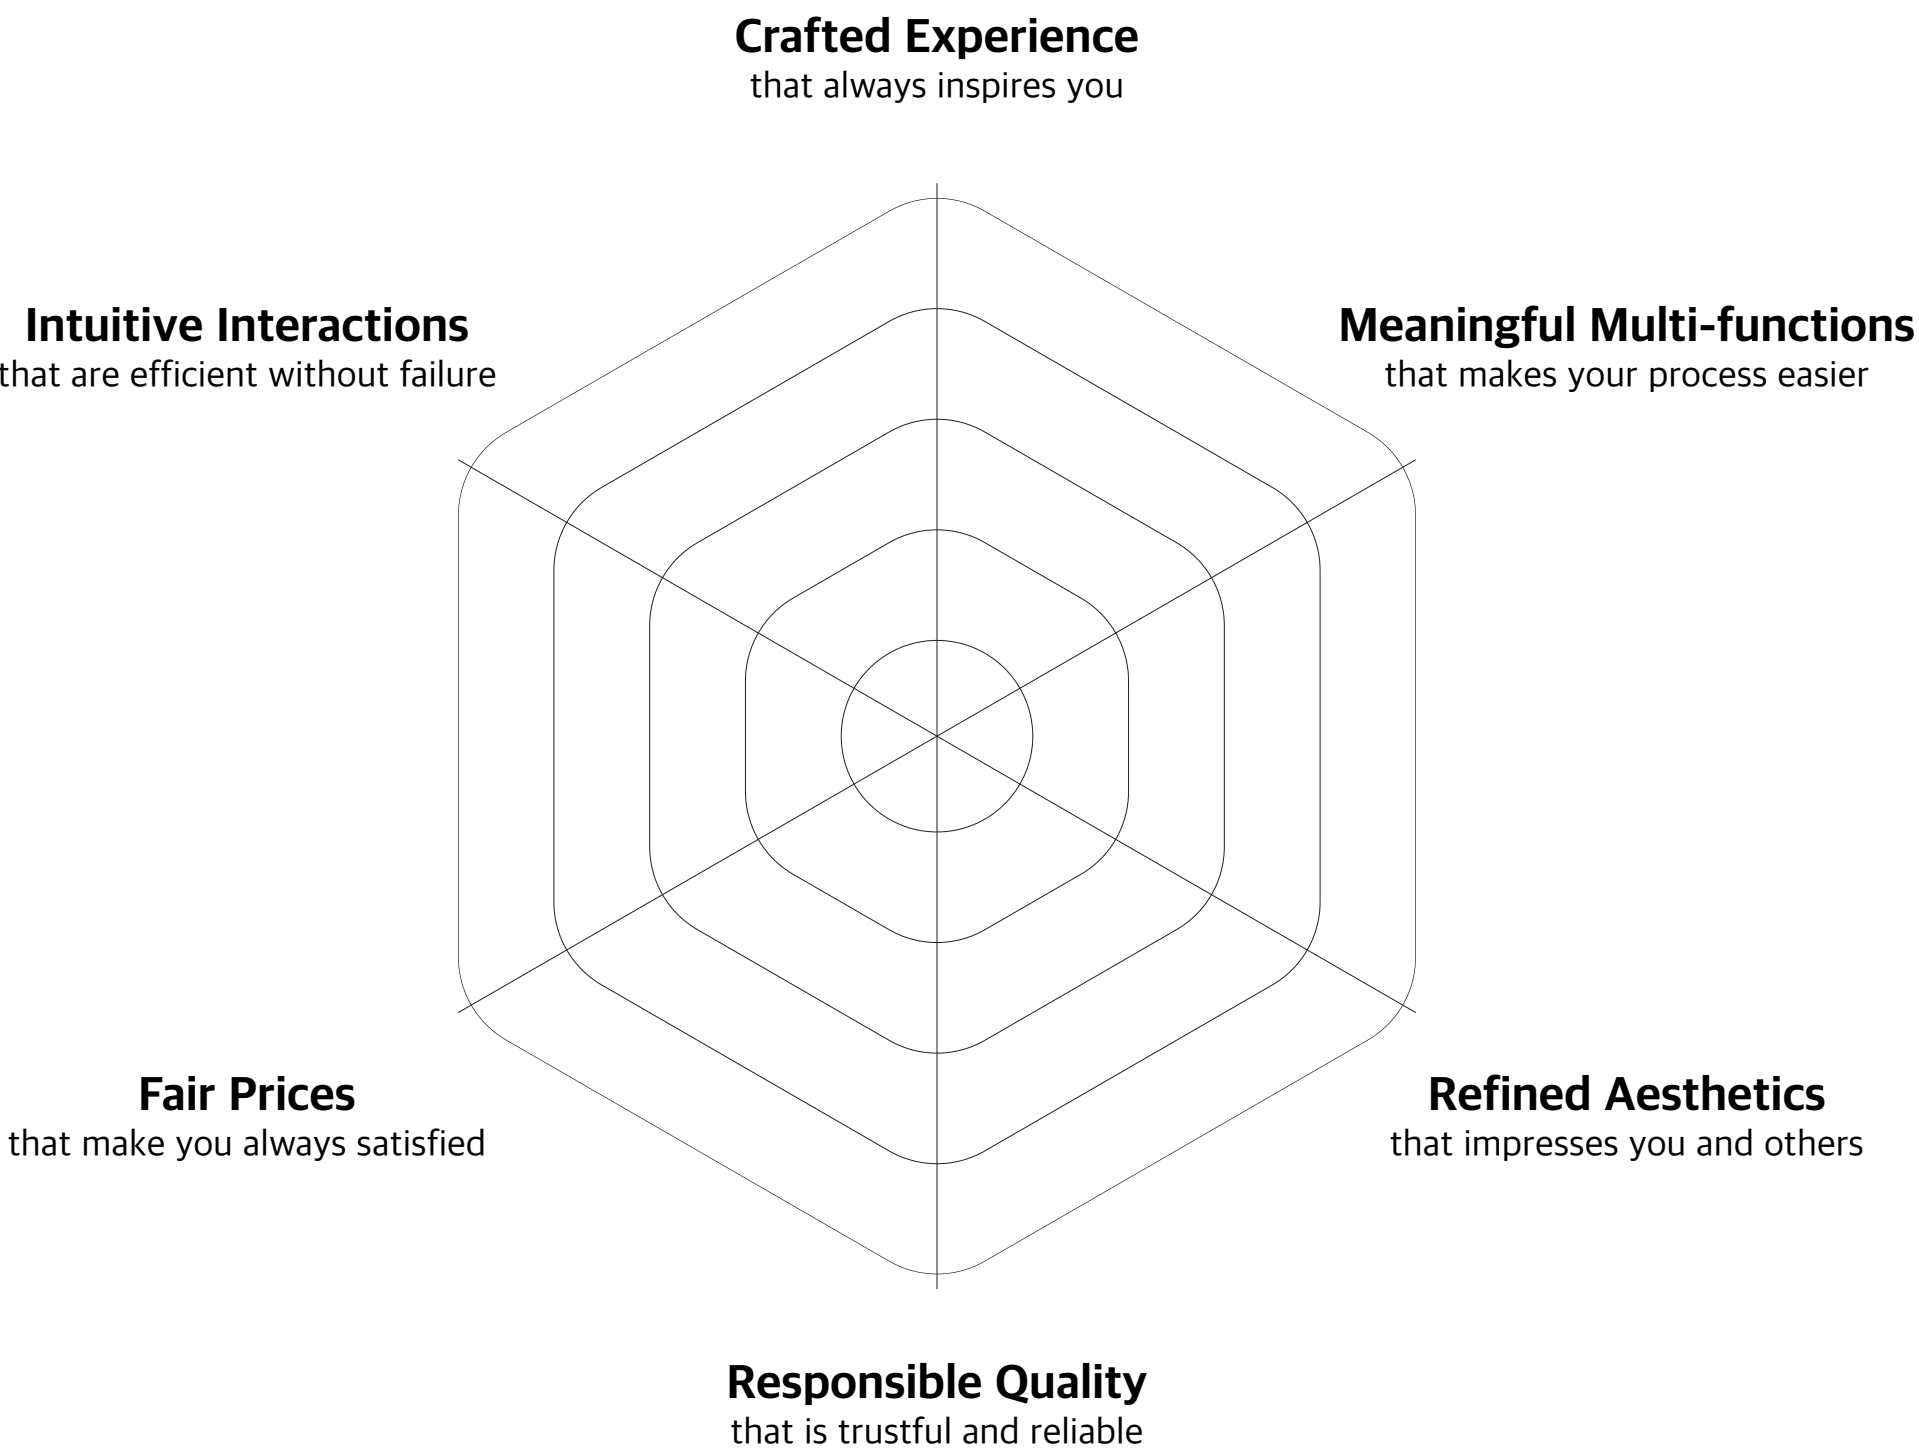 Crafted Experience
that always inspires you
Intuitive Interactions
that are efficient without failure
Meaningful Multi-functions
that makes your process easier
Fair Prices
that make you always satisfied
Refined Aesthetics
that impresses you and others
Responsible Quality
that is trustful and reliable